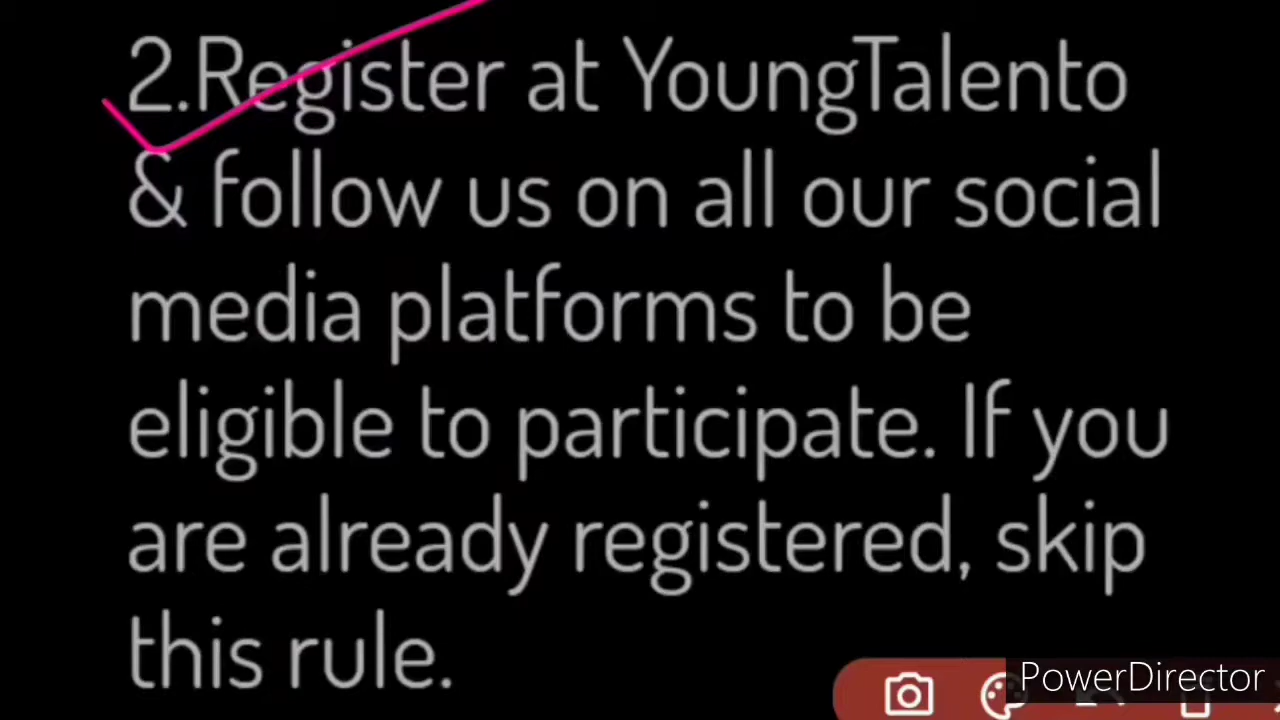 2.Register at YoungTalento
& follow us on all our social
media platforms to be
eligible to participate. If you
are already registered, skip
this rule.
PowerDirector